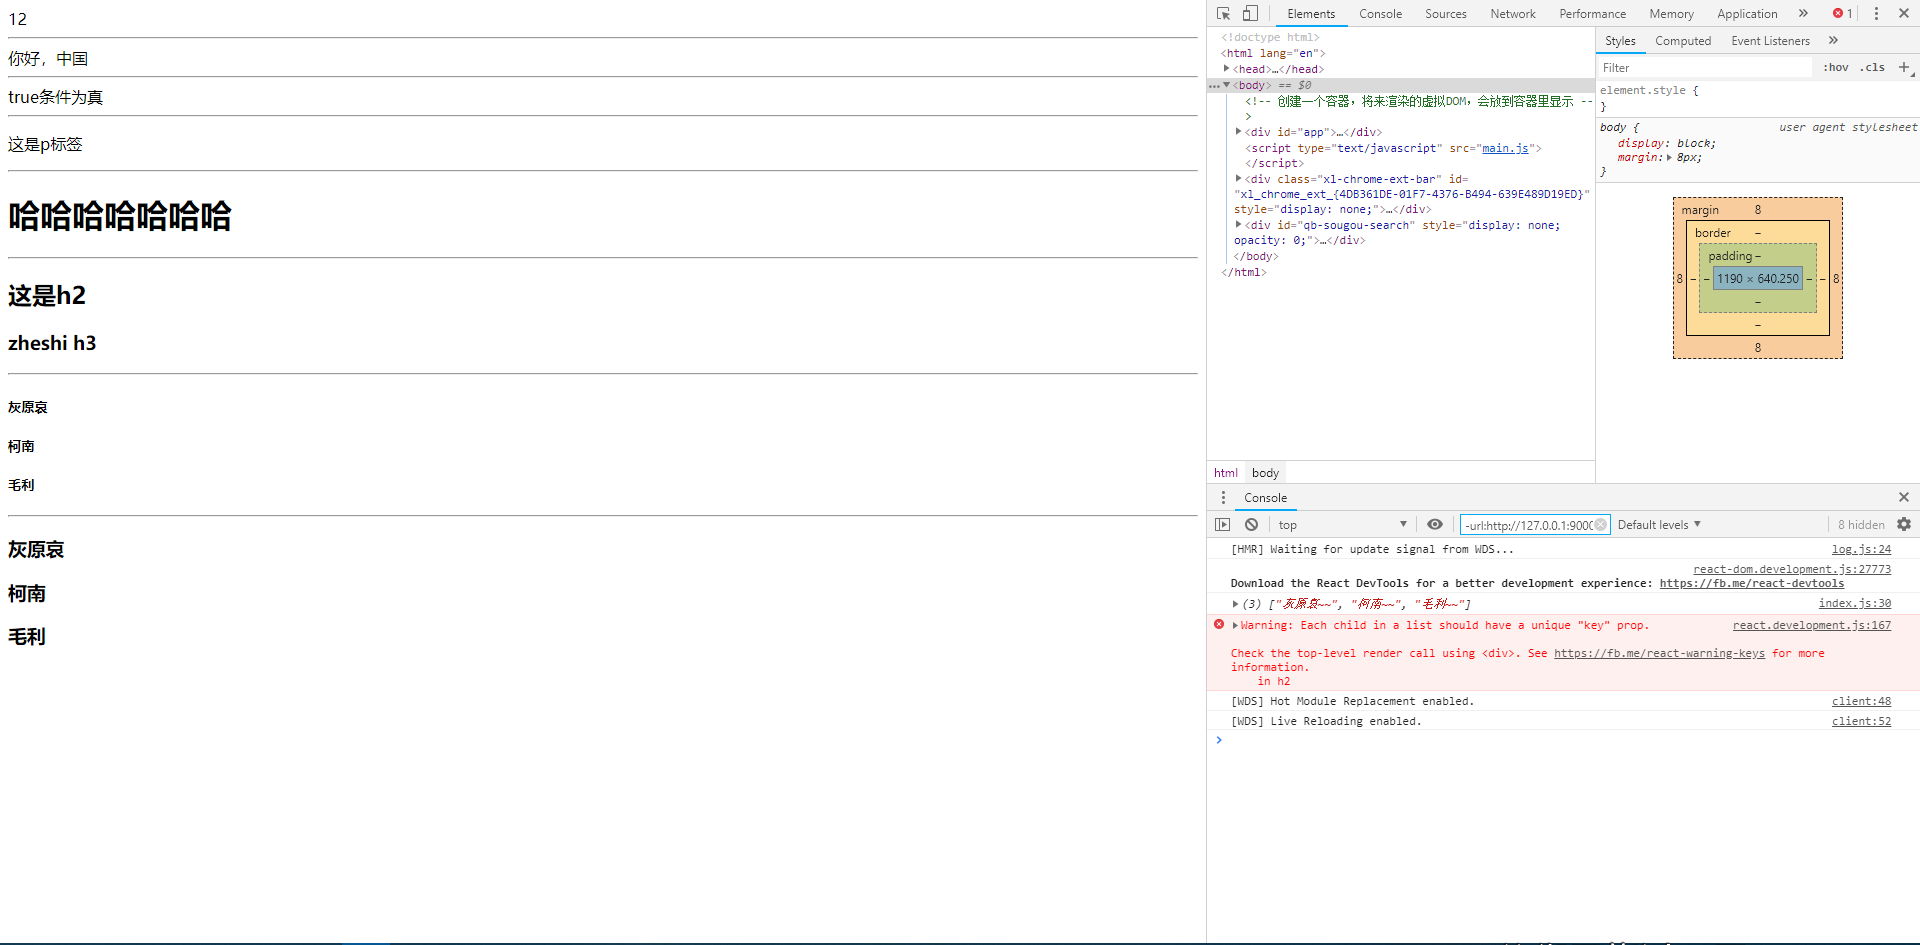 12
你好，中国
true条件为真
这是p标签
哈哈哈哈哈哈哈
这是h2
zheshi h3
灰原哀
柯南
毛利
灰原哀
柯南
毛利
Elements Console Sources Network Performance Memory Application » 1
<!doctype html>
<html lang="en">
<head>…</head>
<body> == $0
<!-- 创建一个容器，将来渲染的虚拟DOM，会放到容器里显示 --
>
<div id="app">…</div>
<script type="text/javascript" src="main.js">
</script>
<div class="xl-chrome-ext-bar" id=
"xl_chrome_ext_{4DB361DE-01F7-4376-B494-639E489D19ED}"
style="display: none;">…</div>
<div id="qb-sougou-search" style="display: none;
opacity: 0;">…</div>
</body>
</html>
html body
Styles Computed Event Listeners »
Filter :hov .cls +
element.style {
}
body { user agent stylesheet
display: block;
margin: 8px;
}
margin 8
border –
padding –
8 – – 1190 × 640.250 – – 8
–
–
8
Console
top -url:http://127.0.0.1:9000 Default levels 8 hidden
[HMR] Waiting for update signal from WDS... log.js:24
react-dom.development.js:27773
Download the React DevTools for a better development experience: https://fb.me/react-devtools
(3) ["灰原哀~~", "柯南~~", "毛利~~"] index.js:30
Warning: Each child in a list should have a unique "key" prop. react.development.js:167
Check the top-level render call using <div>. See https://fb.me/react-warning-keys for more
information.
in h2
[WDS] Hot Module Replacement enabled. client:48
[WDS] Live Reloading enabled. client:52